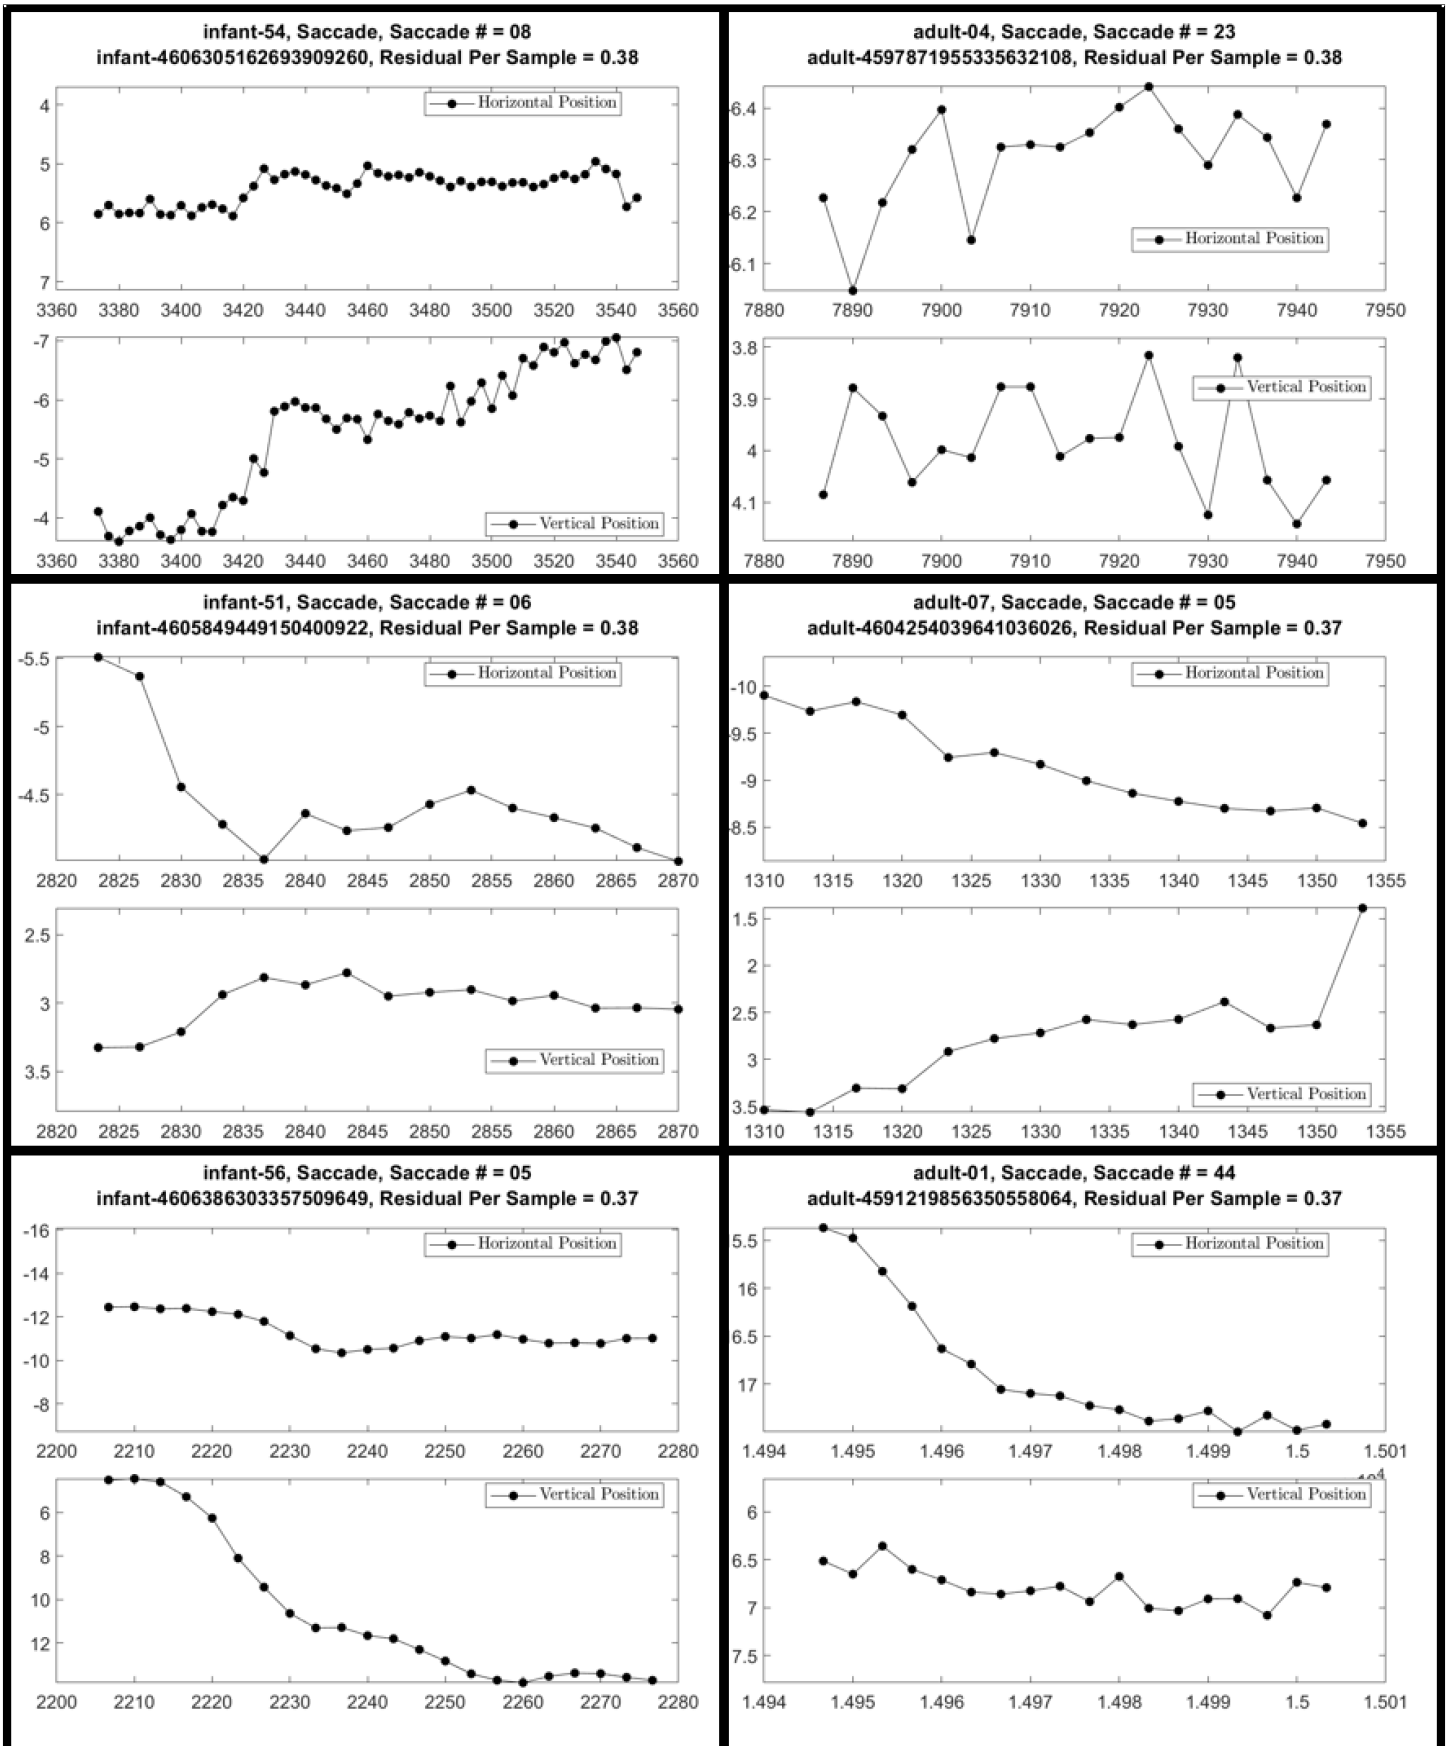 infant-54, Saccade, Saccade # = 08
infant-4606305162693909260, Residual Per Sample = 0.38
4
5
6
7
Horizontal Position
3360 3380 3400 3420 3440 3460 3480 3500 3520 3540 3560
-7
-6
-5
-4
Vertical Position
3360 3380 3400 3420 3440 3460 3480 3500 3520 3540 3560
adult-04, Saccade, Saccade # = 23
adult-4597871955335632108, Residual Per Sample = 0.38
-6.4
-6.3
-6.2
-6.1
Horizontal Position
7880 7890 7900 7910 7920 7930 7940 7950
3.8
3.9
4
4.1
Vertical Position
7880 7890 7900 7910 7920 7930 7940 7950
infant-51, Saccade, Saccade # = 06
infant-4605849449150400922, Residual Per Sample = 0.38
-5.5
-5
-4.5
Horizontal Position
2820 2825 2830 2835 2840 2845 2850 2855 2860 2865 2870
2.5
3
3.5
Vertical Position
2820 2825 2830 2835 2840 2845 2850 2855 2860 2865 2870
adult-07, Saccade, Saccade # = 05
adult-4604254039641036026, Residual Per Sample = 0.37
-10
-9.5
-9
8.5
Horizontal Position
1310 1315 1320 1325 1330 1335 1340 1345 1350 1355
1.5
2
2.5
3
3.5
Vertical Position
1310 1315 1320 1325 1330 1335 1340 1345 1350 1355
infant-56, Saccade, Saccade # = 05
infant-4606386303357509649, Residual Per Sample = 0.37
-16
-14
-12
-10
-8
Horizontal Position
2200 2210 2220 2230 2240 2250 2260 2270 2280
6
8
10
12
Vertical Position
2200 2210 2220 2230 2240 2250 2260 2270 2280
adult-01, Saccade, Saccade # = 44
adult-4591219856350558064, Residual Per Sample = 0.37
5.5
16
6.5
17
Horizontal Position
1.494 1.495 1.496 1.497 1.498 1.499 1.5 1.501
6
6.5
7
7.5
Vertical Position
1.494 1.495 1.496 1.497 1.498 1.499 1.5 1.501